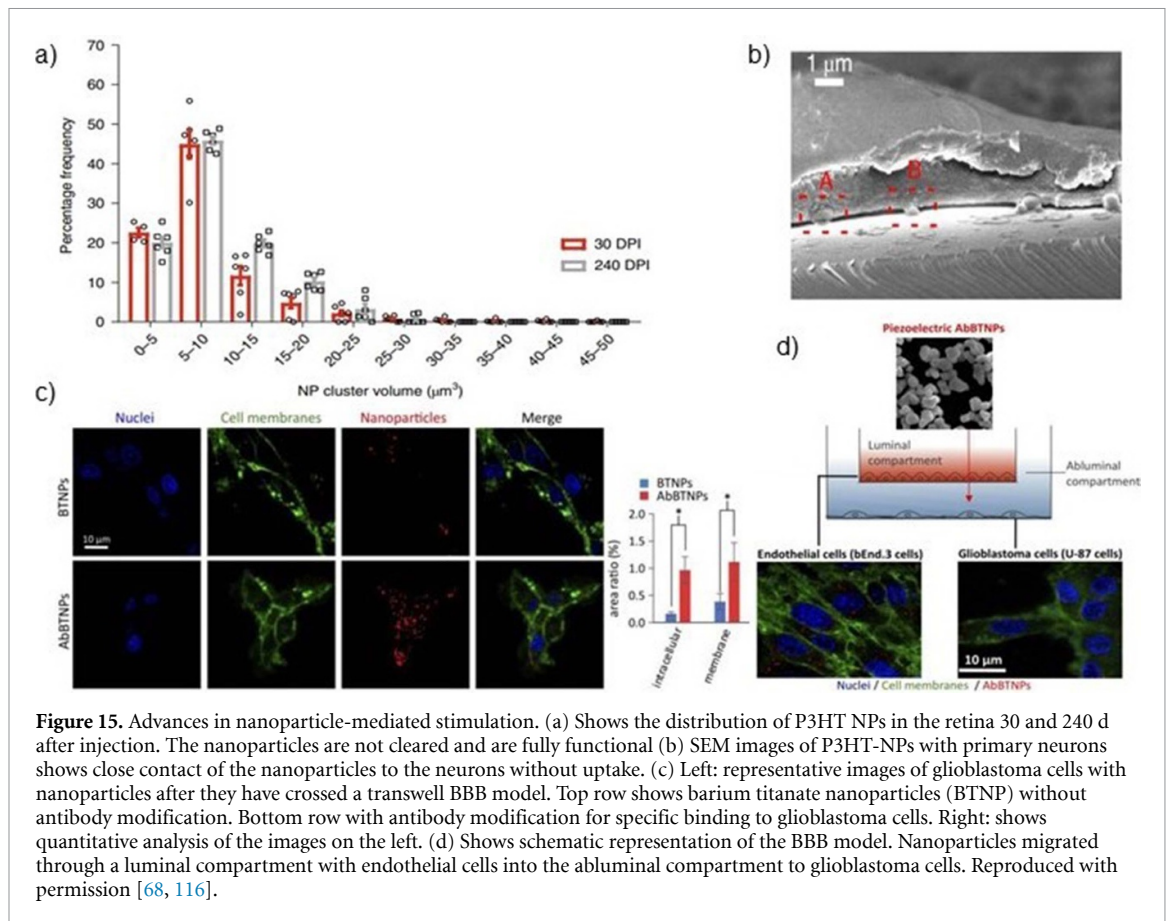 a)
70
60
50
40
30
20
10
0
Percentage frequency
30 DPI
240 DPI
0–5
5–10
10–15
15–20
20–25
25–30
30–35
35–40
40–45
45–50
NP cluster volume (μm³)
b)
1 μm
A
B
c)
Nuclei
Cell membranes
Nanoparticles
Merge
BTNPs
10 μm
AbBTNPs
BTNPs
AbBTNPs
*
*
2.0
1.5
1.0
0.5
0.0
area ratio (%)
intracellular
membrane
d)
Piezoelectric AbBTNPs
Luminal
compartment
Abluminal
compartment
Endothelial cells (bEnd.3 cells)
Glioblastoma cells (U-87 cells)
10 μm
Nuclei / Cell membranes / AbBTNPs
Figure 15. Advances in nanoparticle-mediated stimulation. (a) Shows the distribution of P3HT NPs in the retina 30 and 240 d
after injection. The nanoparticles are not cleared and are fully functional (b) SEM images of P3HT-NPs with primary neurons
shows close contact of the nanoparticles to the neurons without uptake. (c) Left: representative images of glioblastoma cells with
nanoparticles after they have crossed a transwell BBB model. Top row shows barium titanate nanoparticles (BTNP) without
antibody modification. Bottom row with antibody modification for specific binding to glioblastoma cells. Right: shows
quantitative analysis of the images on the left. (d) Shows schematic representation of the BBB model. Nanoparticles migrated
through a luminal compartment with endothelial cells into the abluminal compartment to glioblastoma cells. Reproduced with
permission [68, 116].